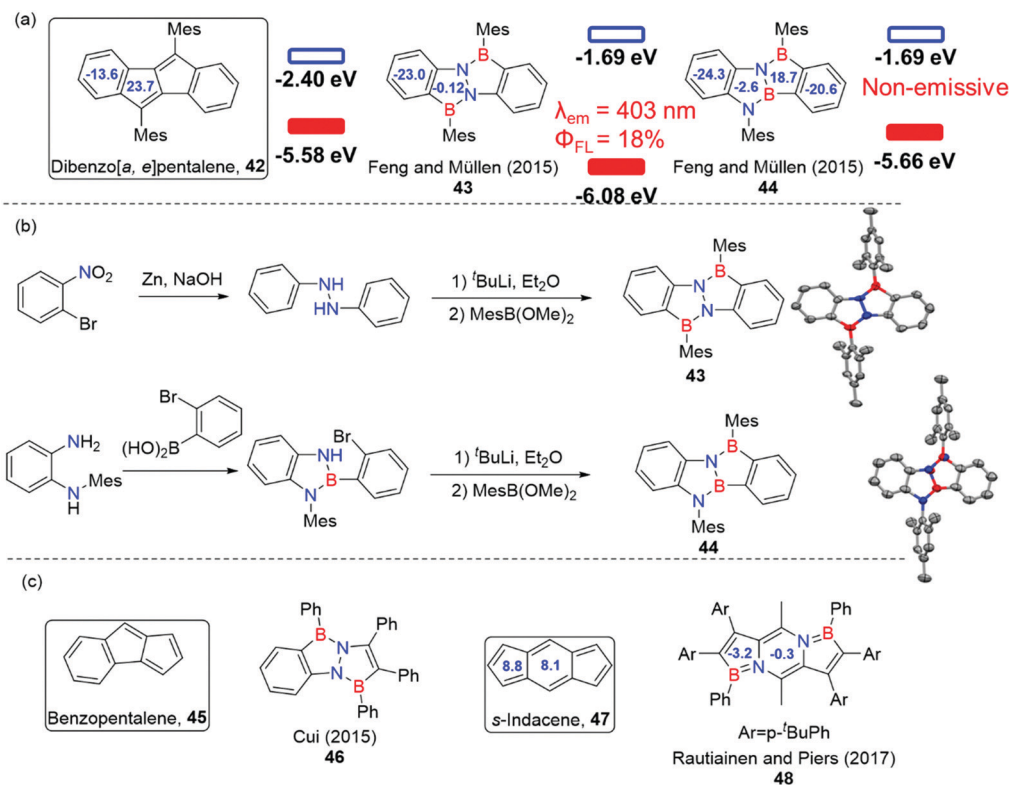 (a)
Mes
-13.6
23.7
Mes
Dibenzo[a, e]pentalene, 42
-2.40 eV
-5.58 eV
Mes
B
-23.0
N
-0.12
N
B
Mes
Feng and Müllen (2015)
43
-1.69 eV
λem = 403 nm
ΦFL = 18%
-6.08 eV
Mes
B
-24.3
N
18.7
-2.6
B
-20.6
N
Mes
Feng and Müllen (2015)
44
-1.69 eV
Non-emissive
-5.66 eV
(b)
NO2
Br
Zn, NaOH
NH
HN
1) tBuLi, Et2O
2) MesB(OMe)2
Mes
B
N
N
B
Mes
43
NH2
N
H
Mes
Br
(HO)2B
NH
Br
B
N
Mes
1) tBuLi, Et2O
2) MesB(OMe)2
Mes
B
N
B
N
Mes
44
(c)
Benzopentalene, 45
Ph
B
Ph
N
N
Ph
B
Ph
Cui (2015)
46
8.8
8.1
s-Indacene, 47
Ar
Ph
B
N
Ar
-3.2
-0.3
Ar
B
N
Ph
Ar
Ar=p-tBuPh
Rautiainen and Piers (2017)
48